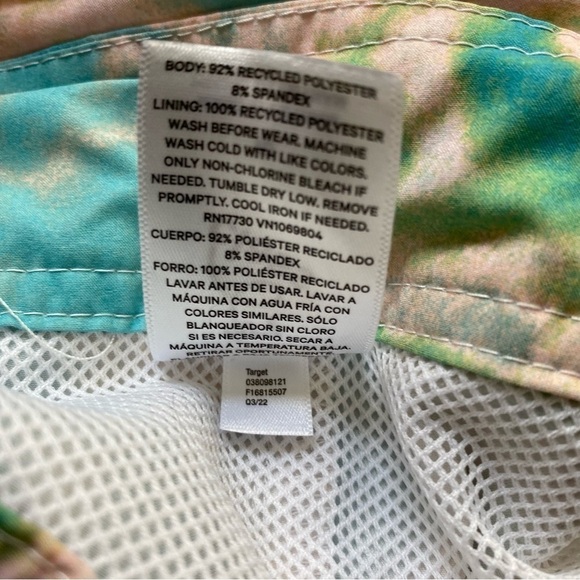 BODY: 92% RECYCLED POLYESTER
8% SPANDEX
LINING: 100% RECYCLED POLYESTER
WASH BEFORE WEAR. MACHINE
WASH COLD WITH LIKE COLORS.
ONLY NON-CHLORINE BLEACH IF
NEEDED. TUMBLE DRY LOW. REMOVE
PROMPTLY. COOL IRON IF NEEDED.
RN17730 VN1069804
CUERPO: 92% POLIÉSTER RECICLADO
8% SPANDEX
FORRO: 100% POLIÉSTER RECICLADO
LAVAR ANTES DE USAR. LAVAR A
MÁQUINA CON AGUA FRÍA CON
COLORES SIMILARES. SÓLO
BLANQUEADOR SIN CLORO
SI ES NECESARIO. SECAR A
MÁQUINA A TEMPERATURA BAJA.
RETIRAR OPORTUNAMENTE.
Target
038098121
F16815507
Q3/22